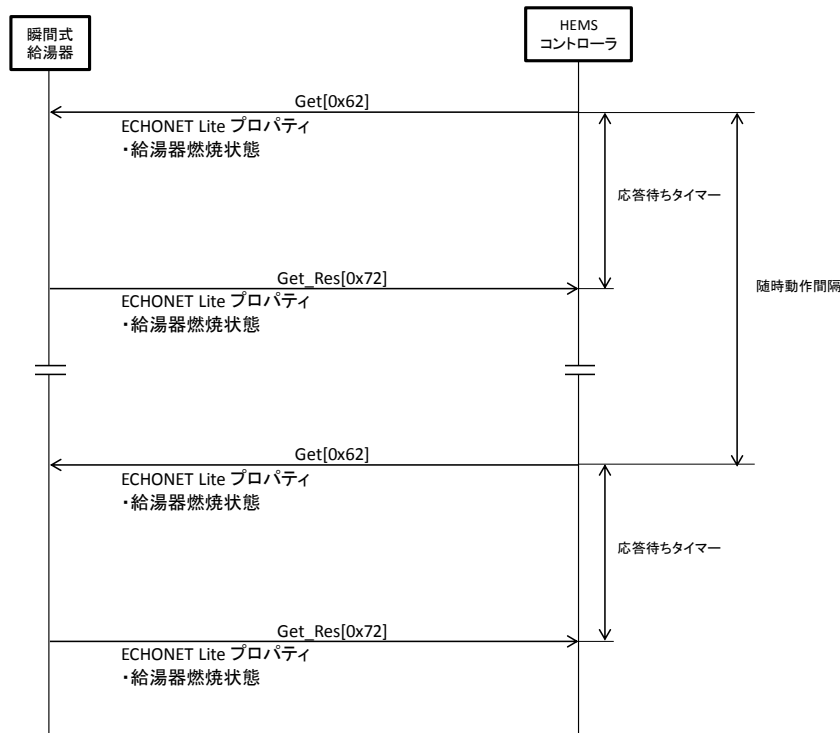 瞬間式
給湯器
HEMS
コントローラ
Get[0x62]
ECHONET Lite プロパティ
・給湯器燃焼状態
応答待ちタイマー
随時動作間隔
Get_Res[0x72]
ECHONET Lite プロパティ
・給湯器燃焼状態
Get[0x62]
ECHONET Lite プロパティ
・給湯器燃焼状態
応答待ちタイマー
Get_Res[0x72]
ECHONET Lite プロパティ
・給湯器燃焼状態